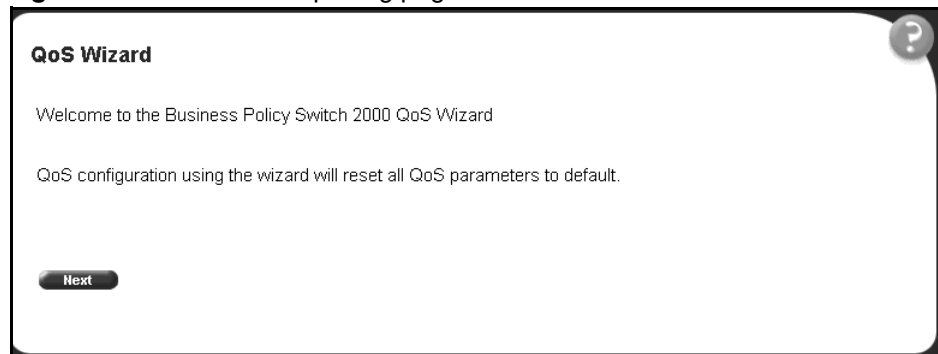 QoS Wizard
Welcome to the Business Policy Switch 2000 QoS Wizard
QoS configuration using the wizard will reset all QoS parameters to default.
Next
?